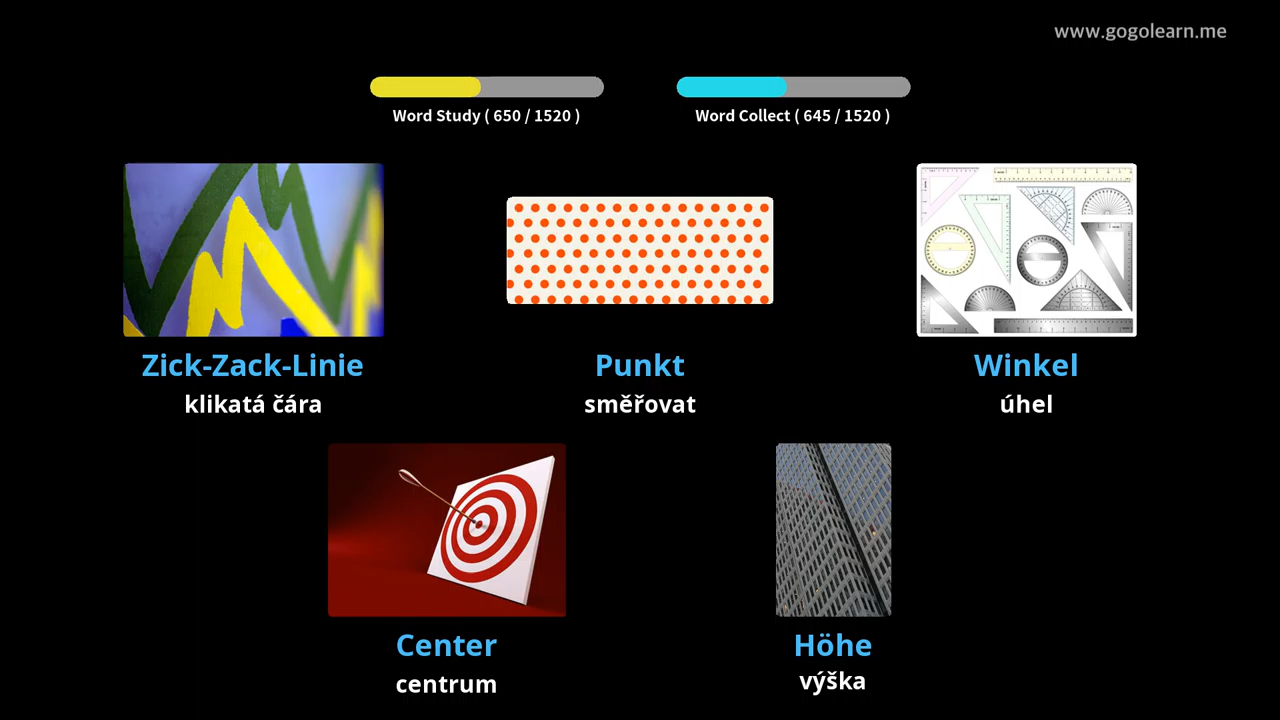 www.gogolearn.me
Word Study ( 650 / 1520 )
Word Collect ( 645 / 1520 )
Zick-Zack-Linie
klikatá čára
Punkt
směřovat
Winkel
úhel
Center
centrum
Höhe
výška